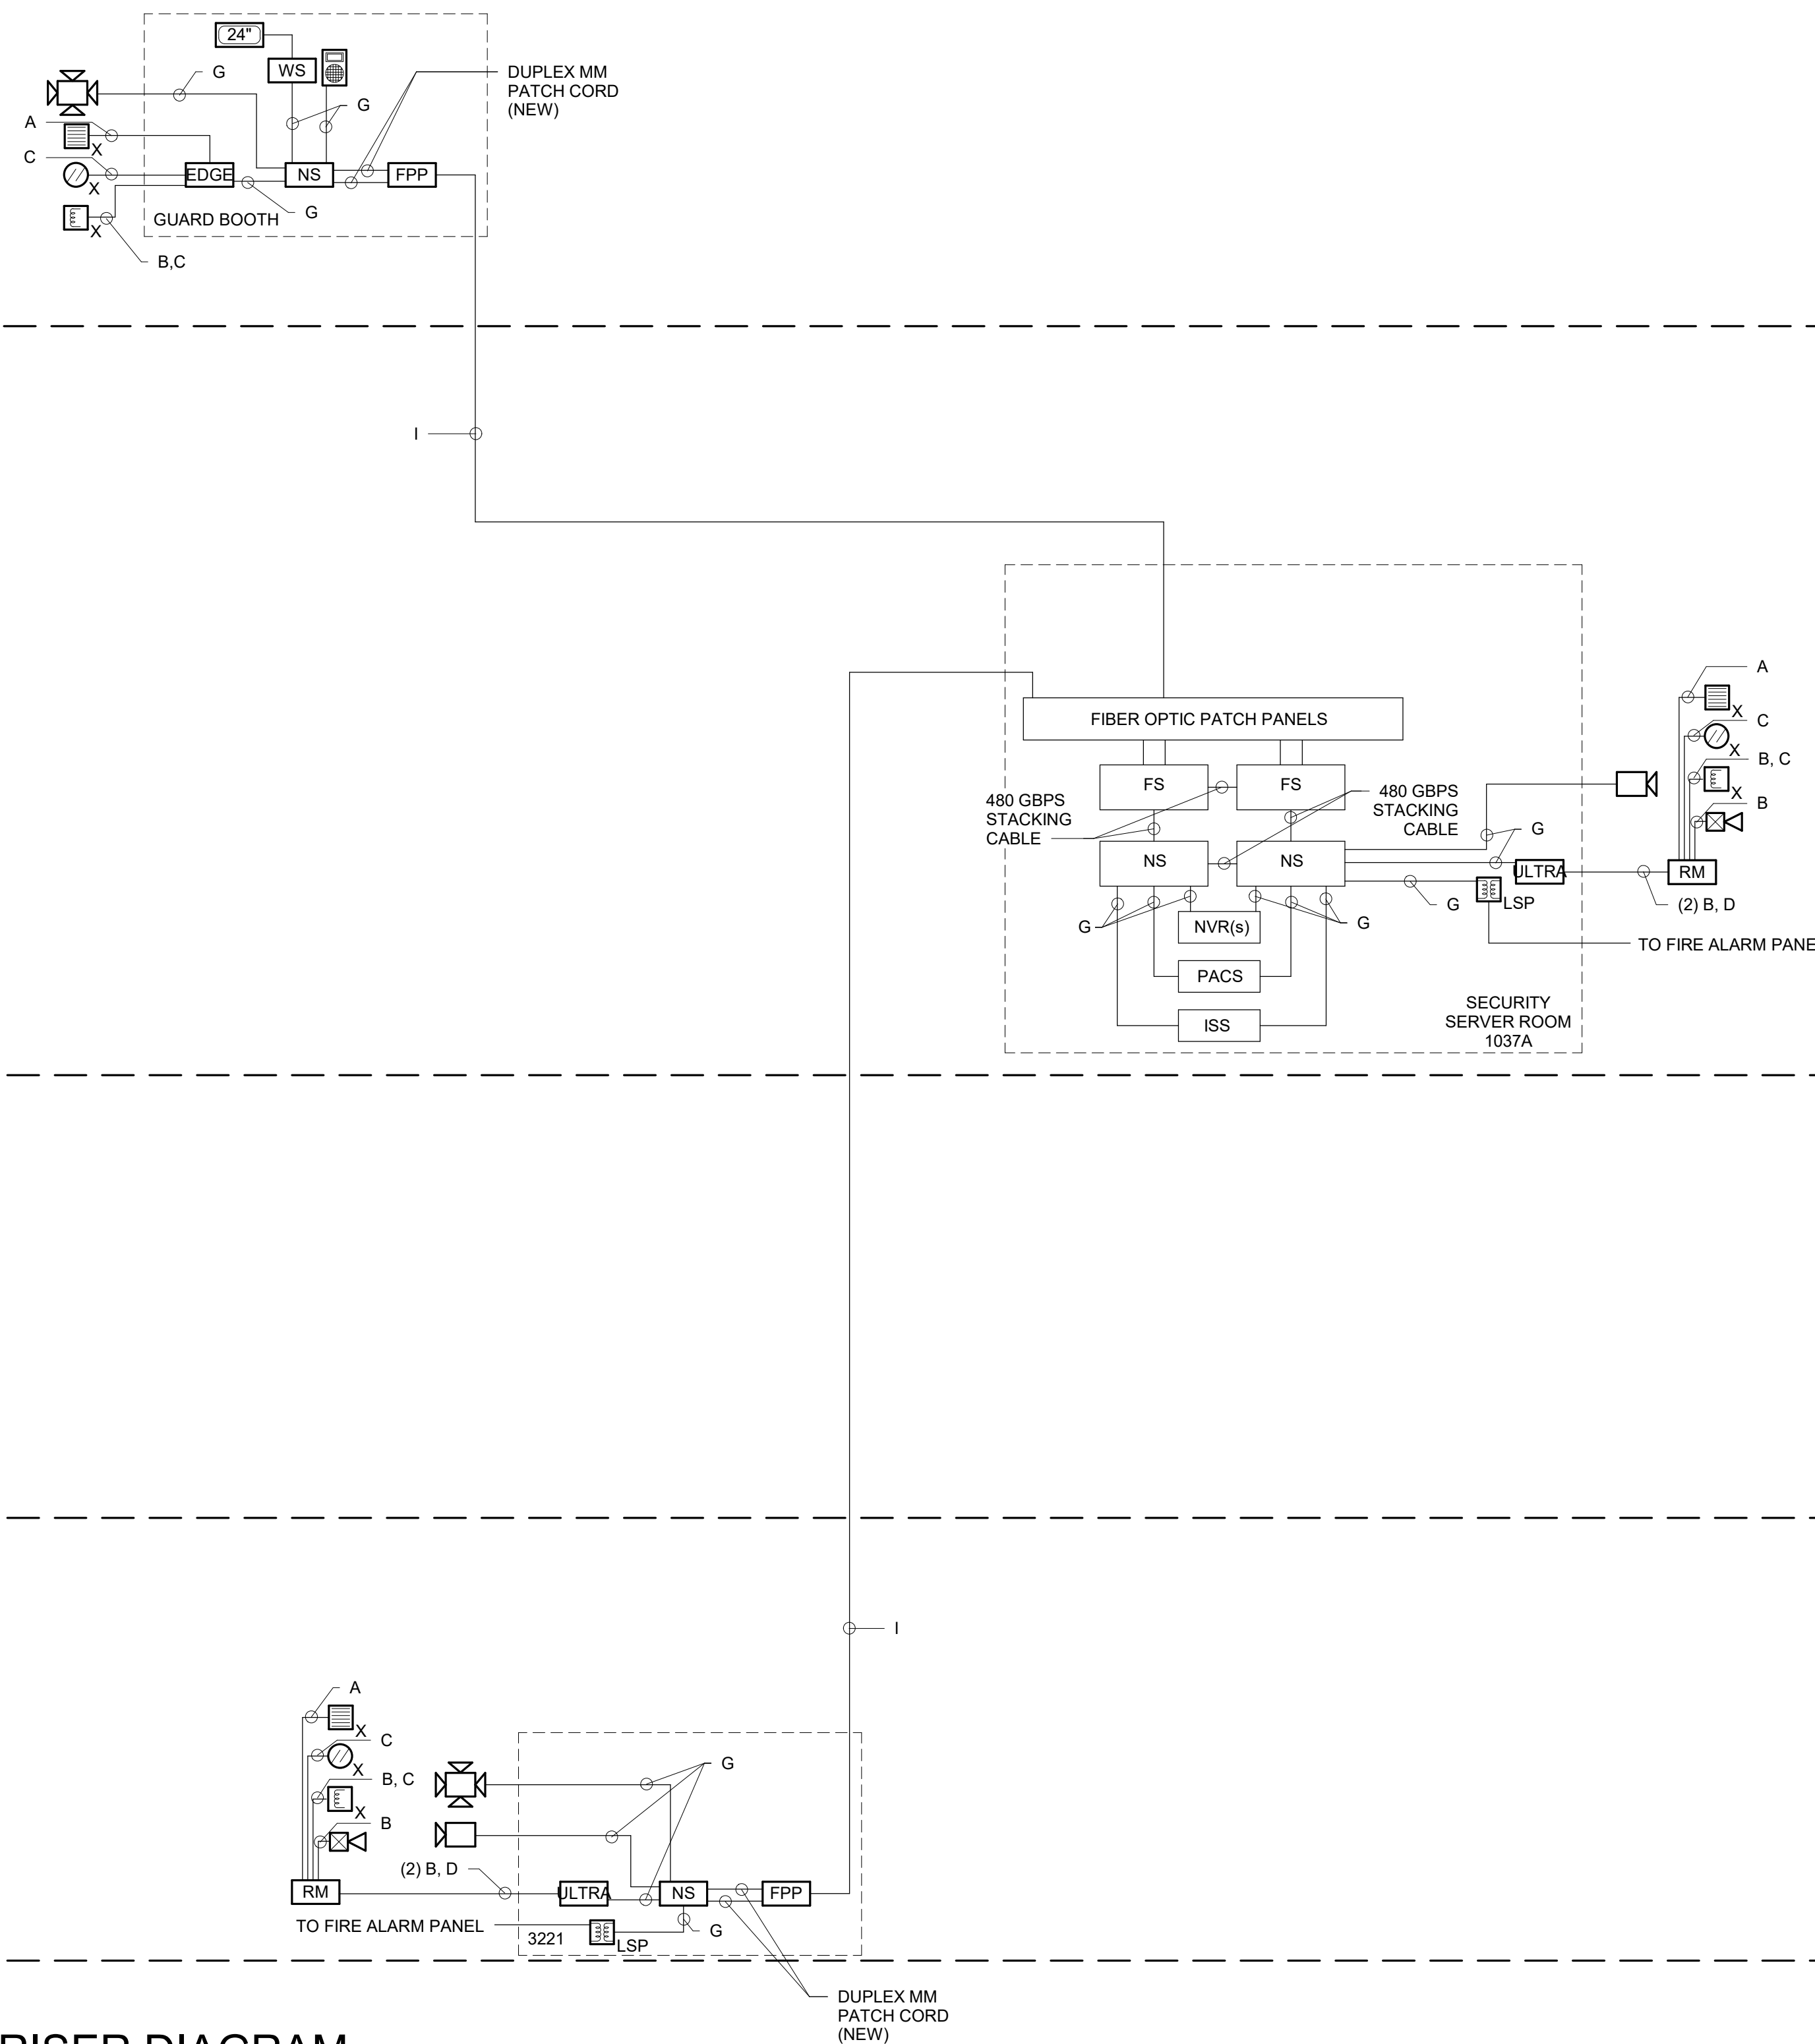 24"
WS
G
G
DUPLEX MM
PATCH CORD
(NEW)
A
X
C
X
EDGE
NS
FPP
X
GUARD BOOTH
G
B,C
I
FIBER OPTIC PATCH PANELS
FS
FS
480 GBPS
STACKING
CABLE
480 GBPS
STACKING
CABLE
NS
NS
G
G
NVR(s)
PACS
ISS
SECURITY
SERVER ROOM
1037A
G
ULTRA
G
LSP
TO FIRE ALARM PANE
A
X
C
X
B, C
X
B
RM
(2) B, D
I
A
X
C
X
B, C
X
B
RM
(2) B, D
G
ULTRA
NS
FPP
TO FIRE ALARM PANEL
3221
LSP
G
DUPLEX MM
PATCH CORD
(NEW)
RISER DIAGRAM